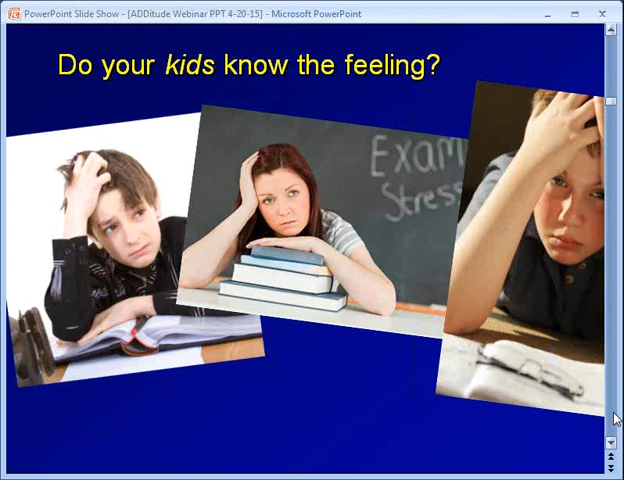 PowerPoint Slide Show - [ADDitude Webinar PPT 4-20-15] - Microsoft PowerPoint
Do your kids know the feeling?
Exam
Stress